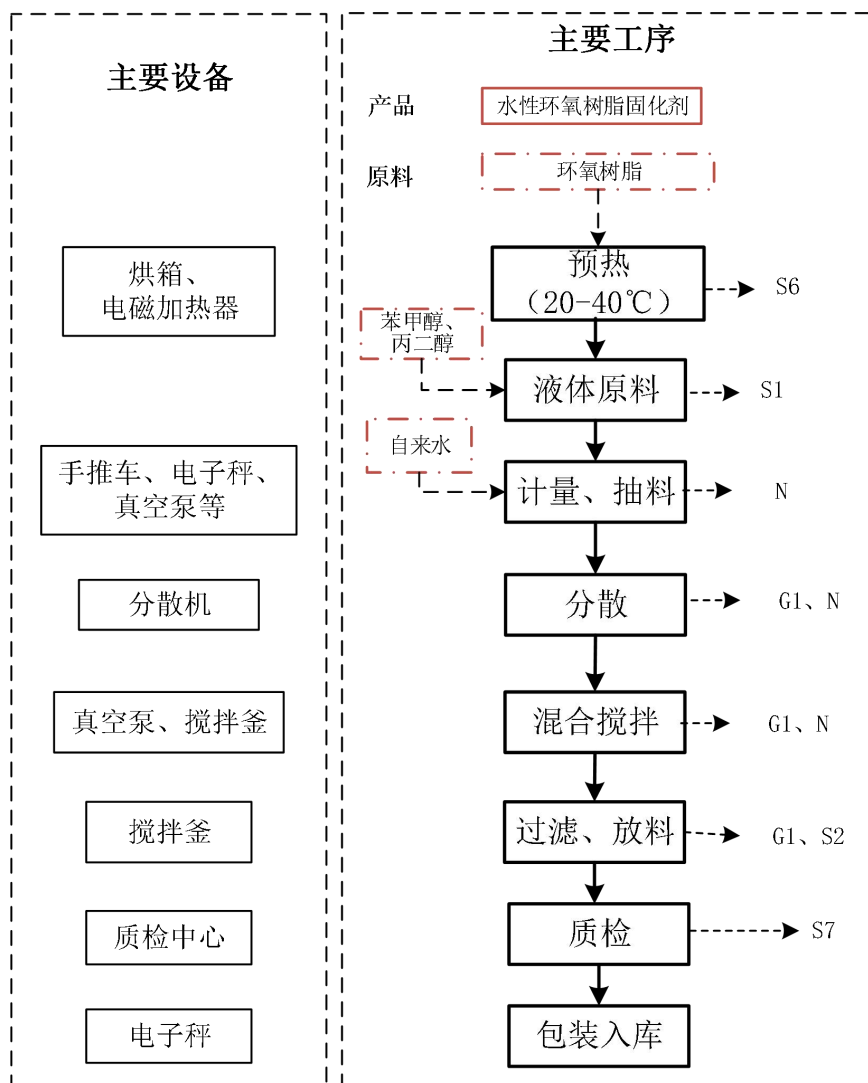 主要设备
烘箱、
电磁加热器
手推车、电子秤、
真空泵等
分散机
真空泵、搅拌釜
搅拌釜
质检中心
电子秤
主要工序
产品
水性环氧树脂固化剂
原料
环氧树脂
预热
（20-40℃）
S6
苯甲醇、
丙二醇
液体原料
S1
自来水
计量、抽料
N
分散
G1、N
混合搅拌
G1、N
过滤、放料
G1、S2
质检
S7
包装入库